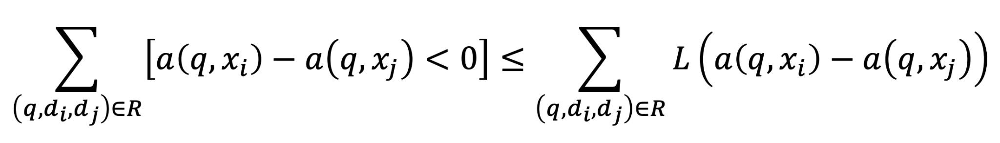 ∑_{(q,d_i,d_j)∈R} [a(q, x_i) − a(q, x_j) < 0] ≤ ∑_{(q,d_i,d_j)∈R} L(a(q, x_i) − a(q, x_j))